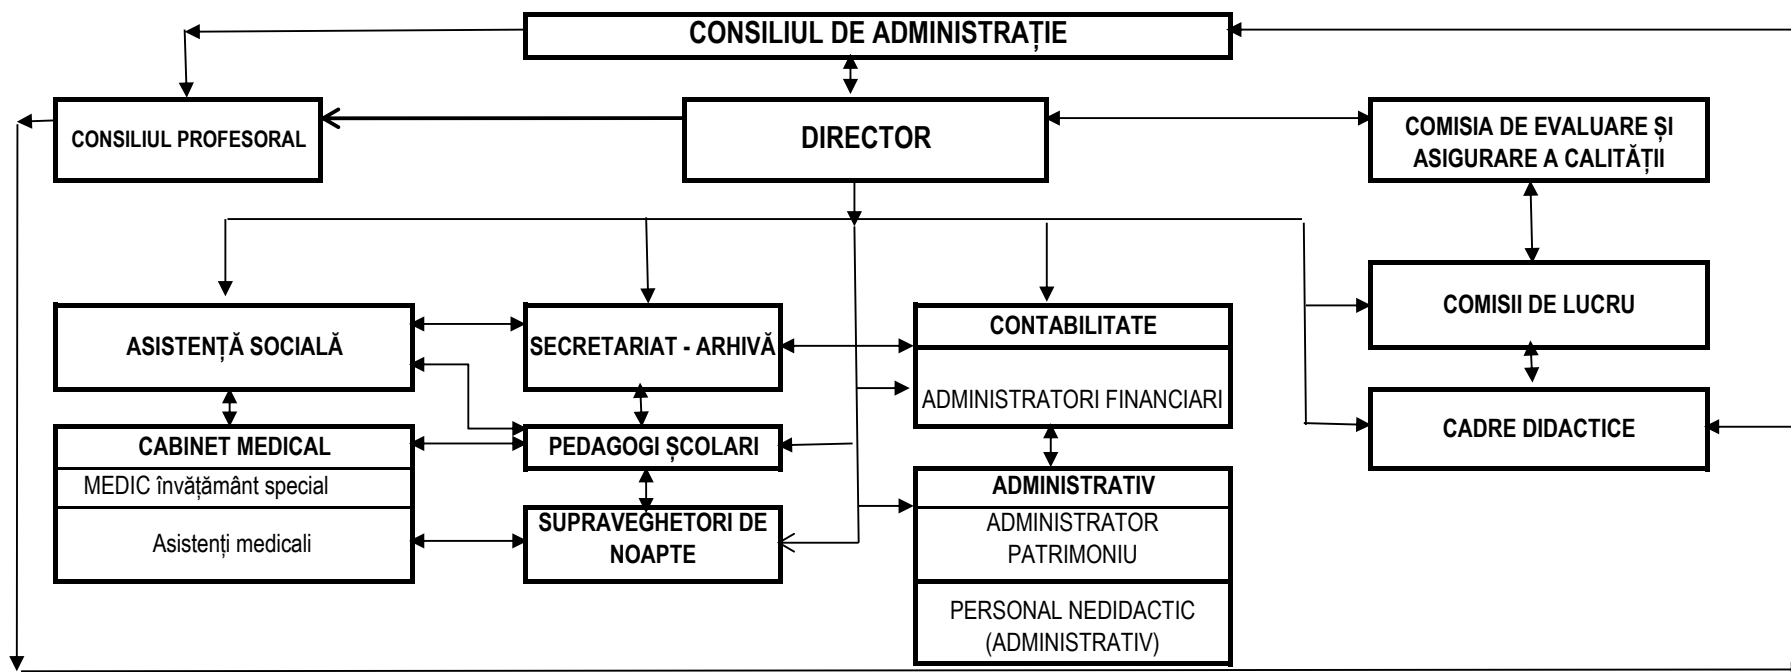 CONSILIUL DE ADMINISTRAȚIE
CONSILIUL PROFESORAL
DIRECTOR
COMISIA DE EVALUARE ȘI
ASIGURARE A CALITĂȚII
ASISTENȚĂ SOCIALĂ
SECRETARIAT - ARHIVĂ
CONTABILITATE
ADMINISTRATORI FINANCIARI
COMISII DE LUCRU
CADRE DIDACTICE
CABINET MEDICAL
MEDIC învățământ special
Asistenți medicali
PEDAGOGI ȘCOLARI
SUPRAVEGHETORI DE
NOAPTE
ADMINISTRATIV
ADMINISTRATOR
PATRIMONIU
PERSONAL NEDIDACTIC
(ADMINISTRATIV)